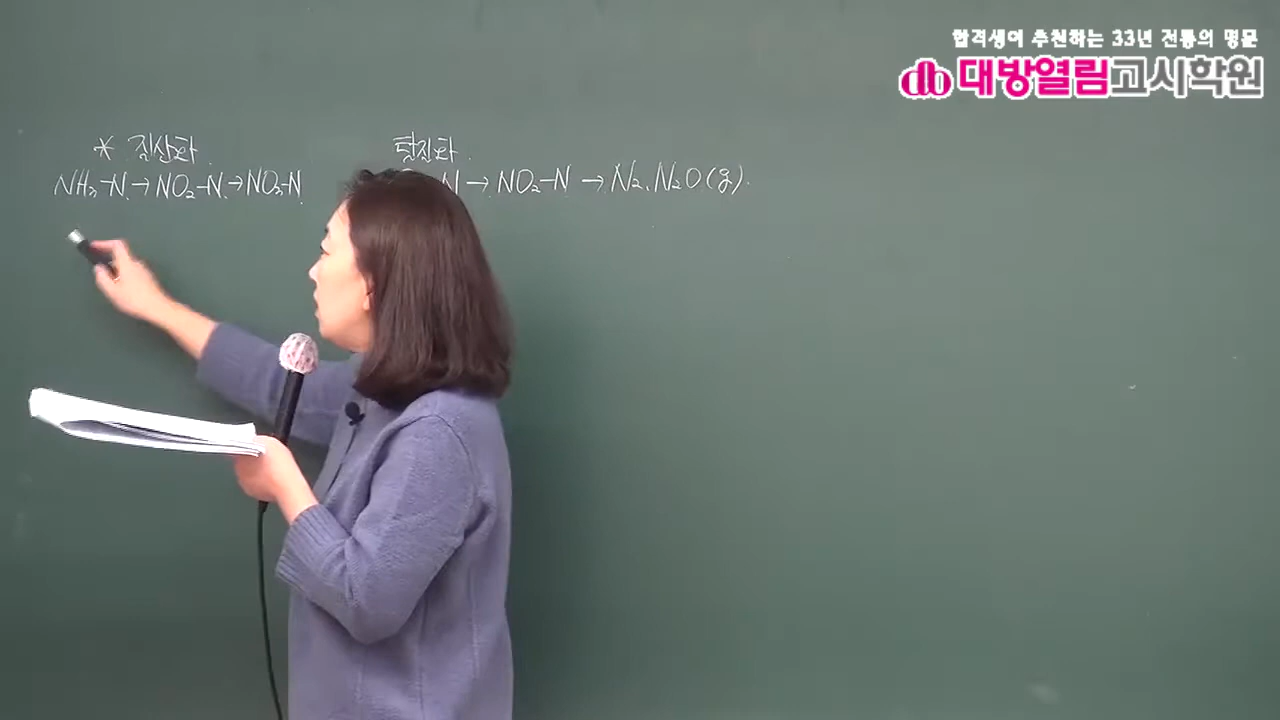 합격생이 추천하는 33년 전통의 명문
대방열림고시학원
* 질산화 탈질화
NH₃-N → NO₂-N → NO₃-N N → NO₂-N → N₂, N₂O(g)